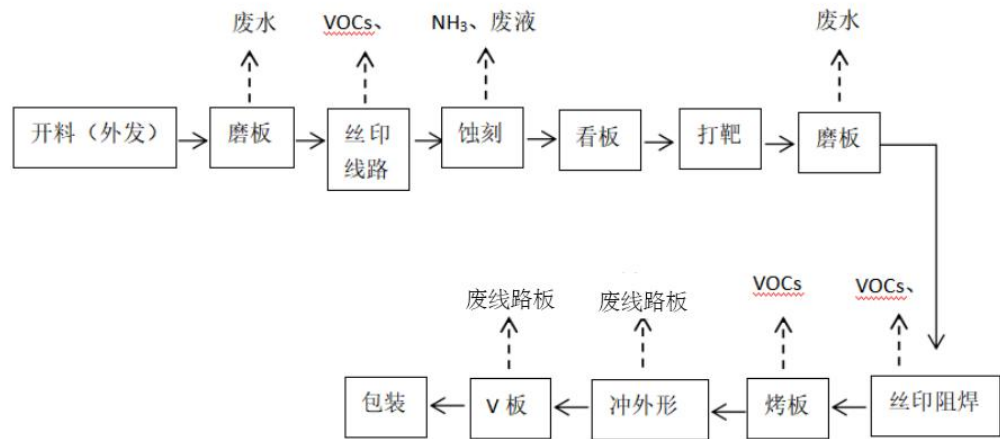 废水
VOCs、
NH₃、废液
废水
开料（外发）
磨板
丝印
线路
蚀刻
看板
打靶
磨板
废线路板
废线路板
VOCs
VOCs、
包装
V 板
冲外形
烤板
丝印阻焊